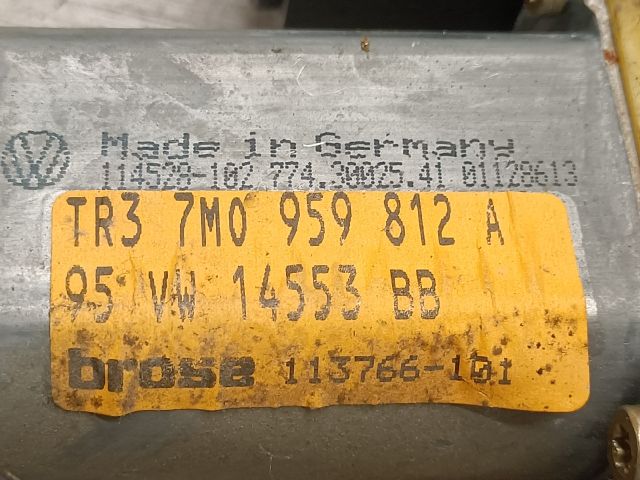 Made in Germany
114529-102 774.30025.41 01128613
TR3 7M0 959 812 A
95 VW 14553 BB
brose 113766-101